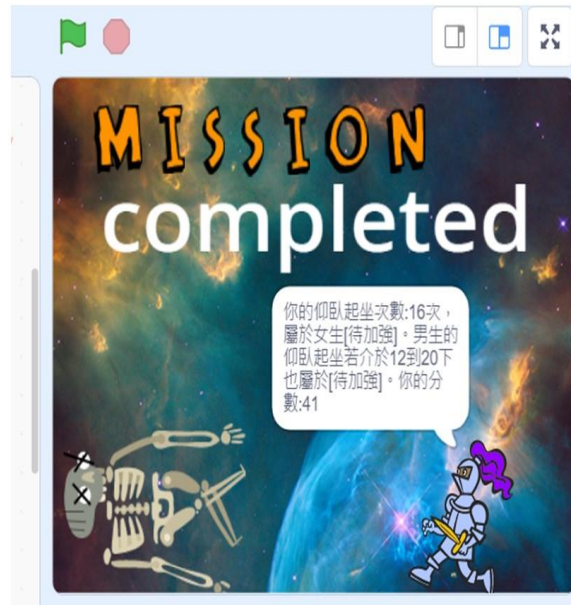 MISSION
completed
你的仰臥起坐次數:16次，
屬於女生[待加強]。男生的
仰臥起坐若介於12到20下
也屬於[待加強]。你的分
數:41